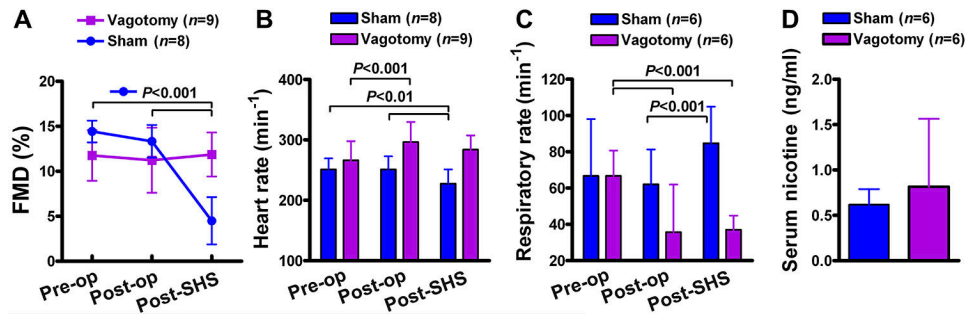 A
Vagotomy (n=9)
Sham (n=8)
FMD (%)
20
15
10
5
0
P<0.001
Pre-op
Post-op
Post-SHS
B
Sham (n=8)
Vagotomy (n=9)
Heart rate (min⁻¹)
400
300
200
100
P<0.001
P<0.01
Pre-op
Post-op
Post-SHS
C
Sham (n=6)
Vagotomy (n=6)
Respiratory rate (min⁻¹)
120
100
80
60
40
20
P<0.001
P<0.001
Pre-op
Post-op
Post-SHS
D
Sham (n=6)
Vagotomy (n=6)
Serum nicotine (ng/ml)
2.0
1.5
1.0
0.5
0.0